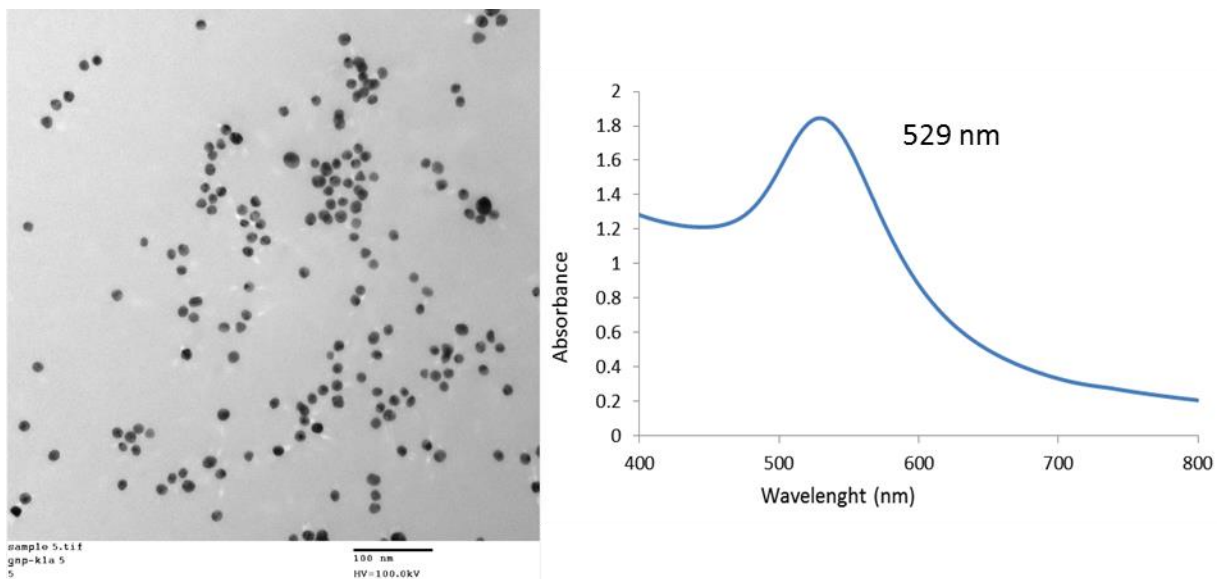 sample 5.tif
gnp-k1a 5
5
100 nm
HV=100.0kV
529 nm
Absorbance
2
1.8
1.6
1.4
1.2
1
0.8
0.6
0.4
0.2
0
400 500 600 700 800
Wavelenght (nm)